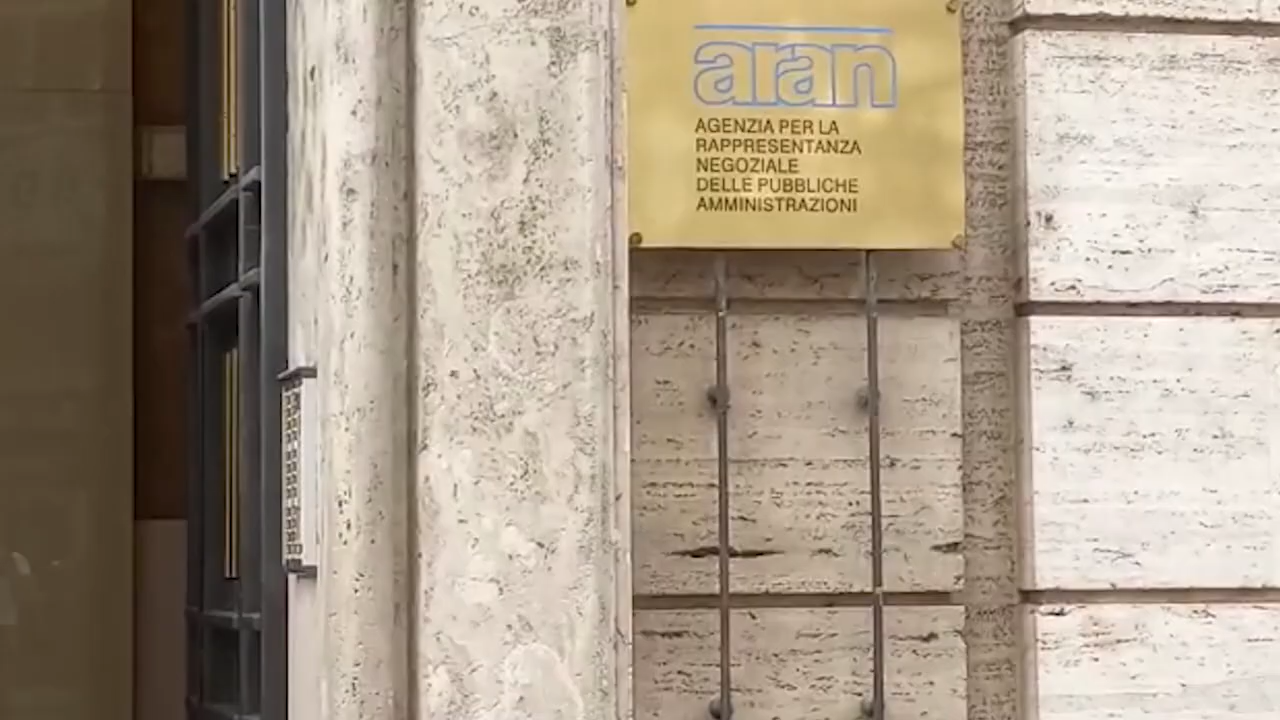 aran
AGENZIA PER LA
RAPPRESENTANZA
NEGOZIALE
DELLE PUBBLICHE
AMMINISTRAZIONI